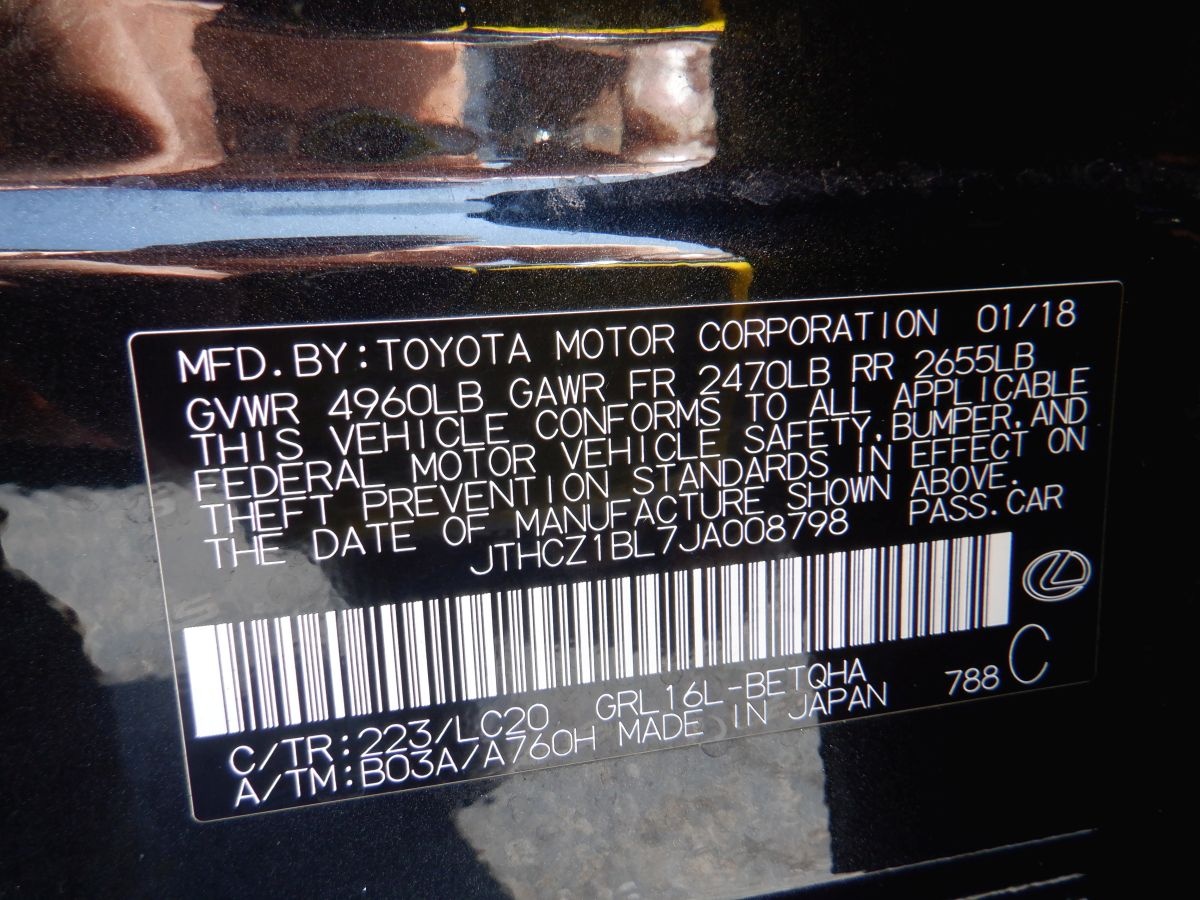 MFD. BY: TOYOTA MOTOR CORPORATION 01/18
GVWR 4960LB GAWR FR 2470LB RR 2655LB
THIS VEHICLE CONFORMS TO ALL APPLICABLE
FEDERAL MOTOR VEHICLE SAFETY, BUMPER, AND
THEFT PREVENTION STANDARDS IN EFFECT ON
THE DATE OF MANUFACTURE SHOWN ABOVE.
JTHCZ1BL7JA008798 PASS. CAR
C/TR: 223/LC20 GRL16L-BETQHA 788 C
A/TM: B03A/A760H MADE IN JAPAN